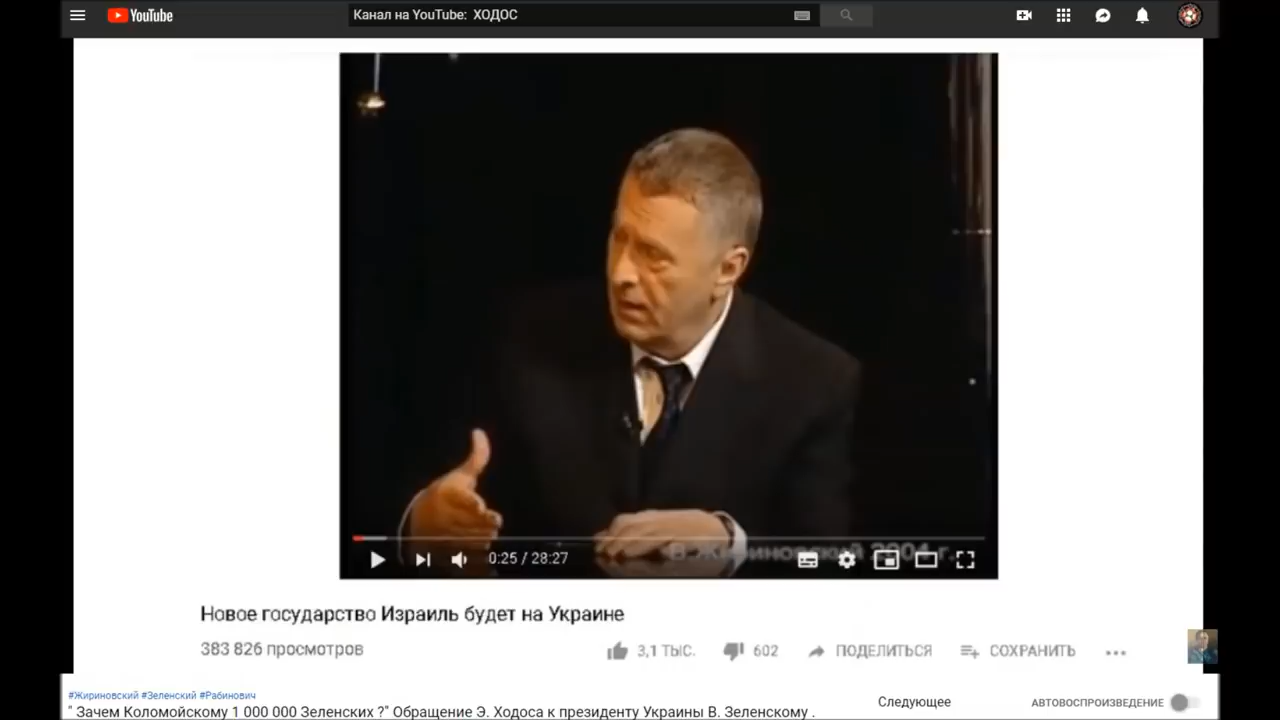 YouTube
Канал на YouTube: ХОДОС
В. Жириновский 2004 г.
0:25 / 28:27
Новое государство Израиль будет на Украине
383 826 просмотров
3,1 ТЫС.
602
ПОДЕЛИТЬСЯ
СОХРАНИТЬ
#Жириновский #Зеленский #Рабинович
Следующее
АВТОВОСПРОИЗВЕДЕНИЕ
" Зачем Коломойскому 1 000 000 Зеленских ?" Обращение Э. Ходоса к президенту Украины В. Зеленскому .